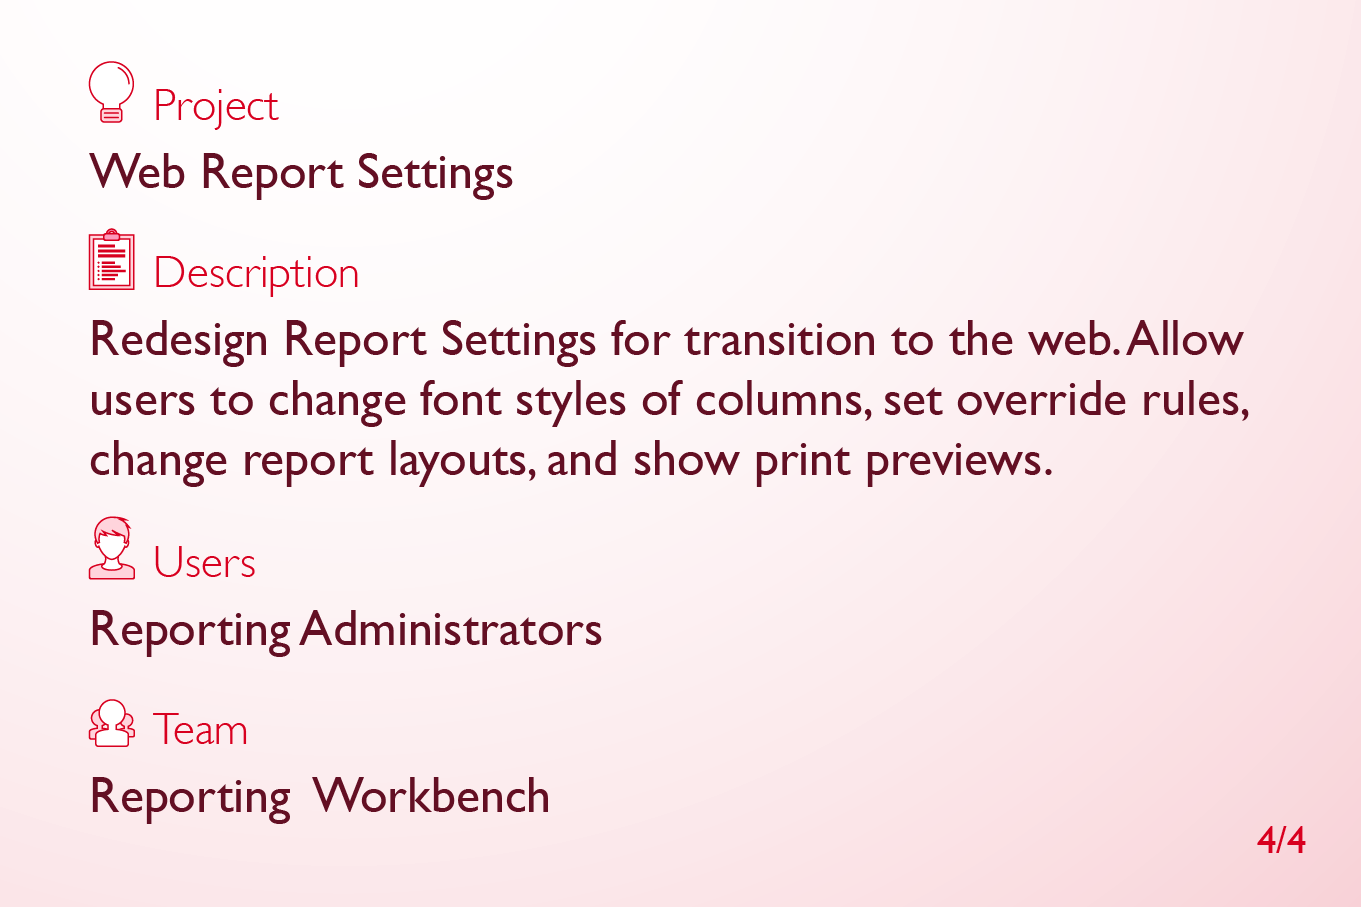 Project
Web Report Settings
Description
Redesign Report Settings for transition to the web. Allow
users to change font styles of columns, set override rules,
change report layouts, and show print previews.
Users
Reporting Administrators
Team
Reporting Workbench
4/4